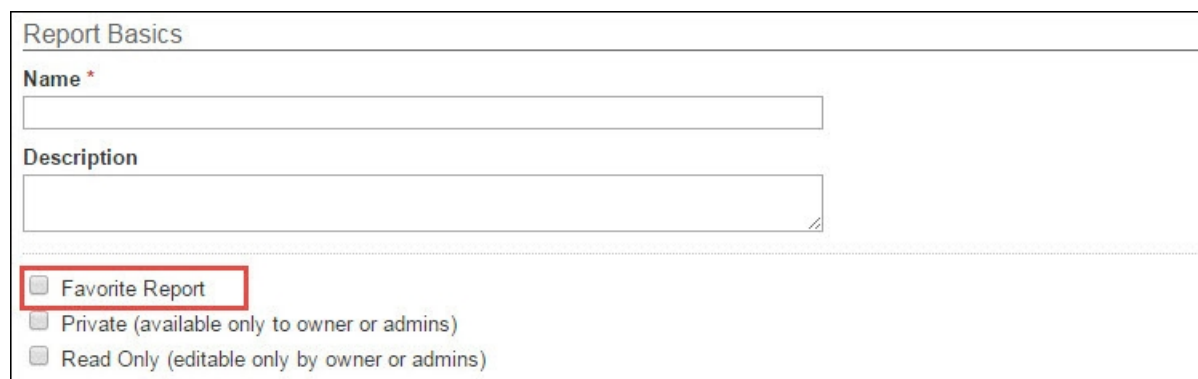 Report Basics
Name *
Description
Favorite Report
Private (available only to owner or admins)
Read Only (editable only by owner or admins)